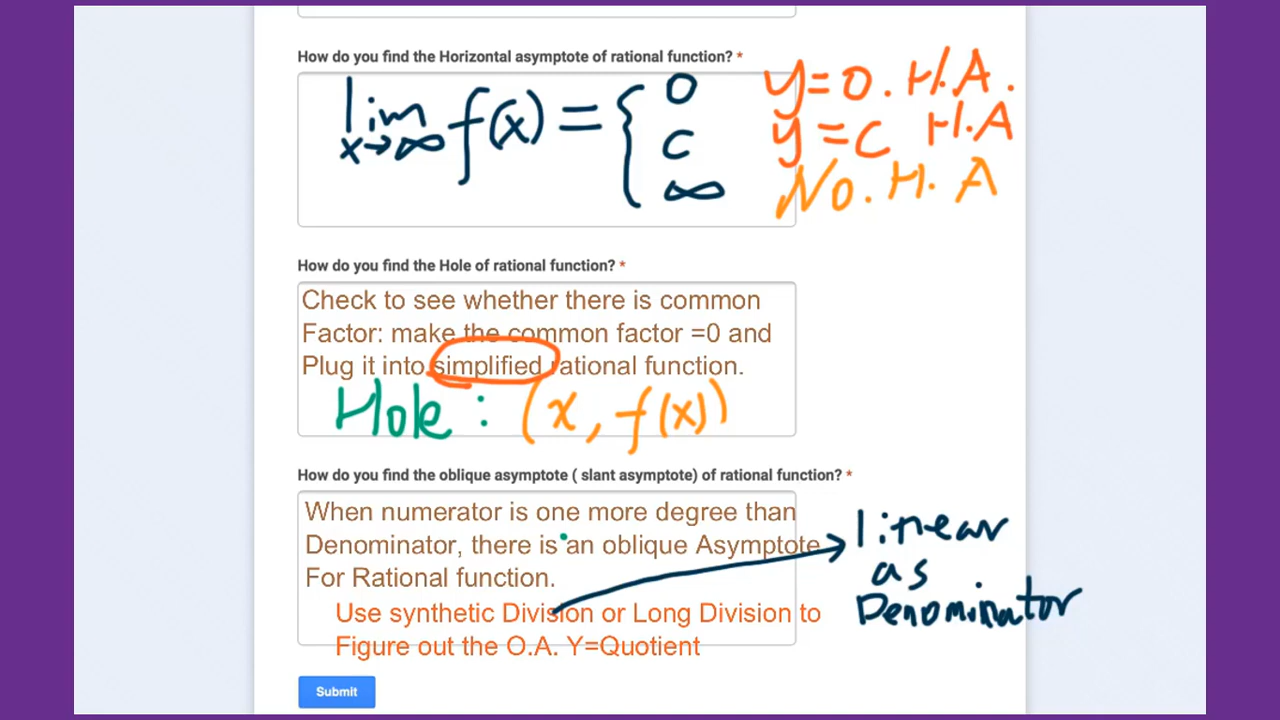 How do you find the Horizontal asymptote of rational function? *
lim x→∞ f(x) = { 0 y=0. H.A.
c y=c H.A
∞ No. H. A
How do you find the Hole of rational function? *
Check to see whether there is common
Factor: make the common factor =0 and
Plug it into simplified rational function.
Hole : (x, f(x))
How do you find the oblique asymptote ( slant asymptote) of rational function? *
When numerator is one more degree than
Denominator, there is an oblique Asymptote
For Rational function.
linear
as
Denominator
Use synthetic Division or Long Division to
Figure out the O.A. Y=Quotient
Submit